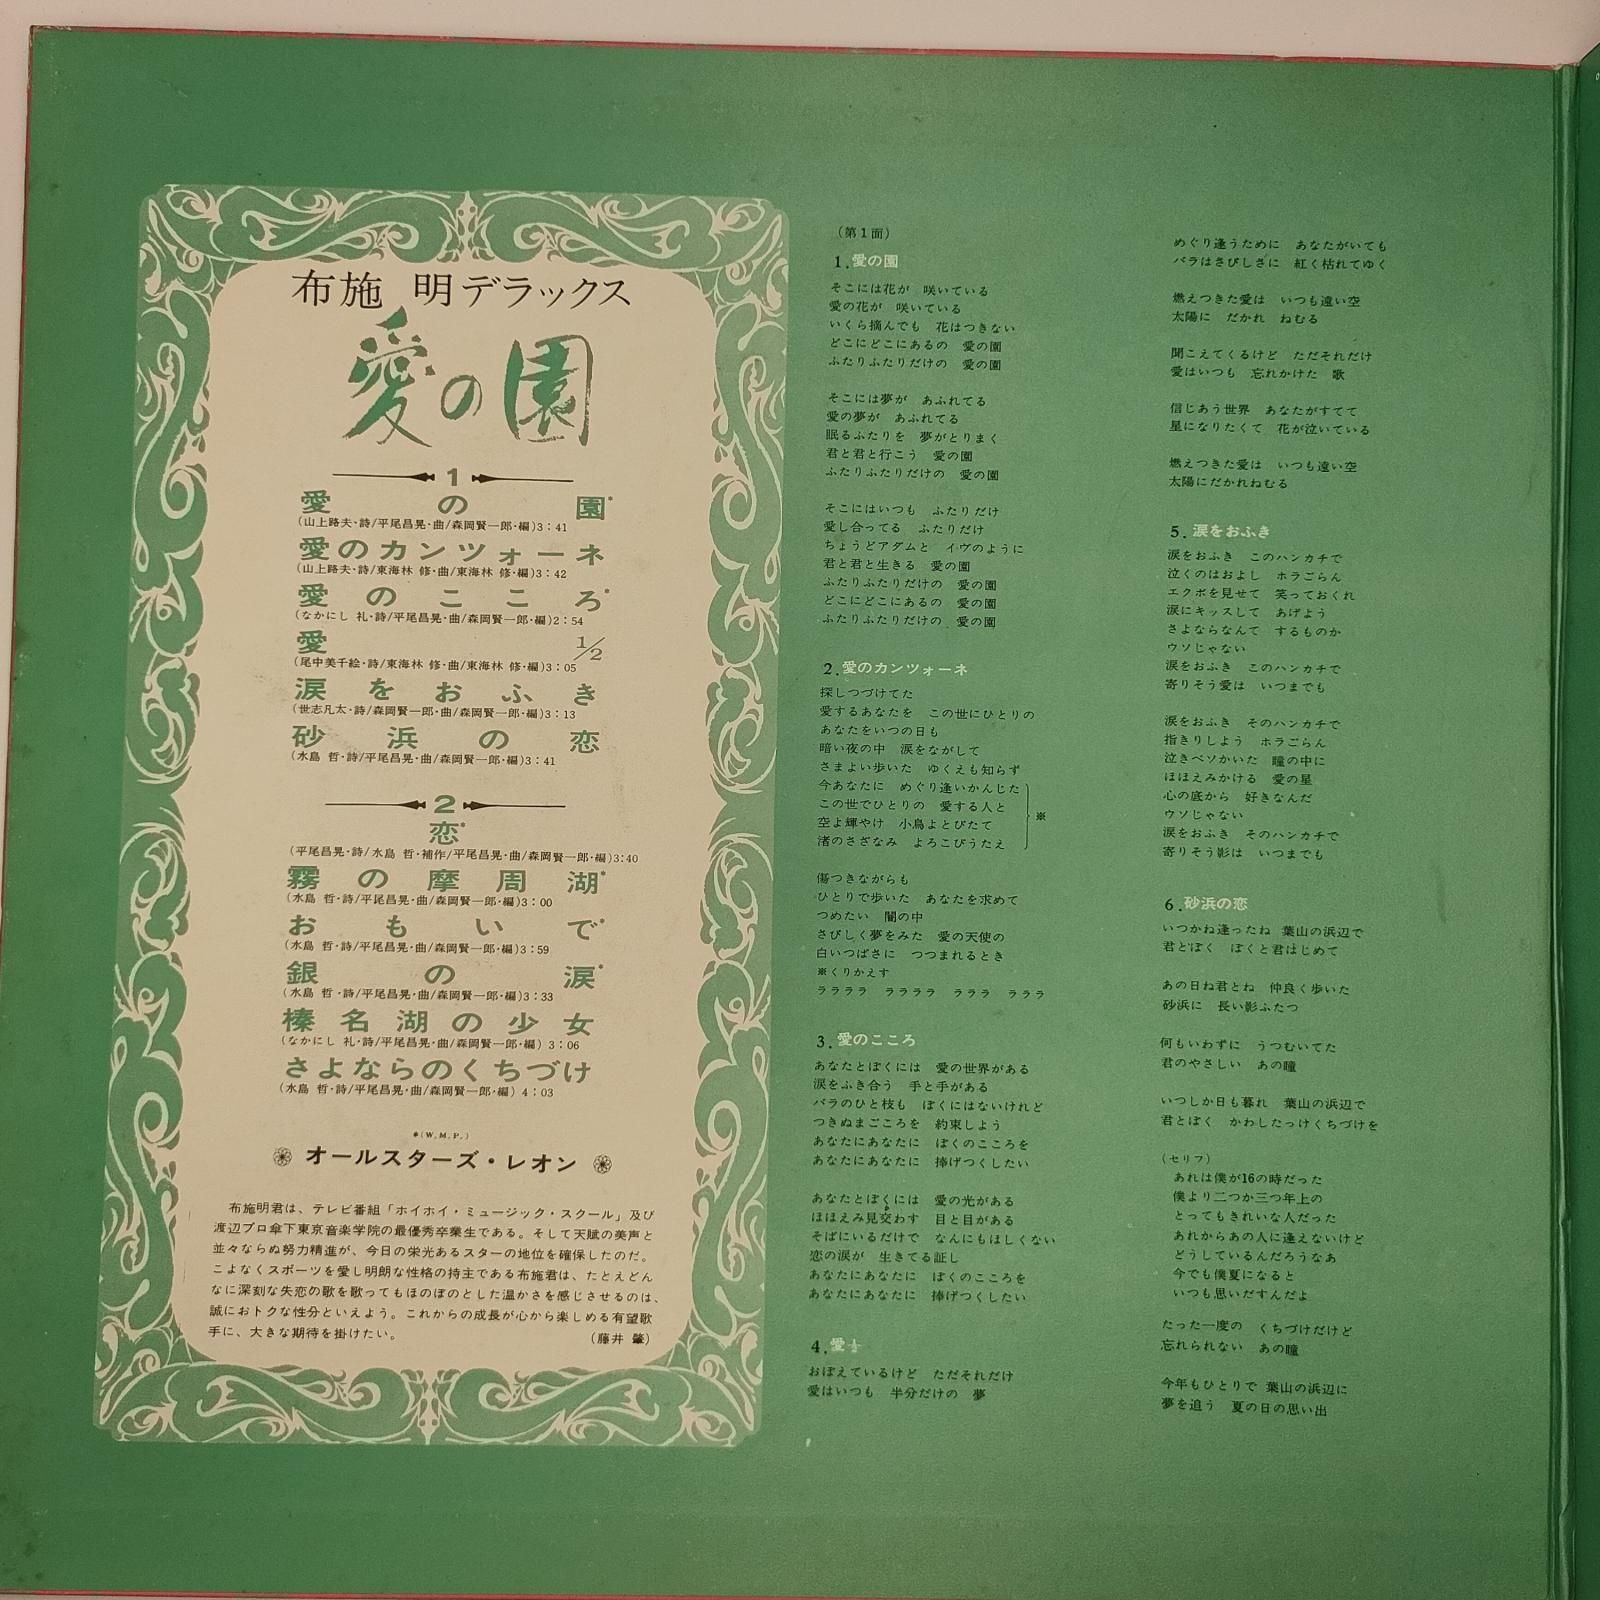 布施 明デラックス
愛の園
1
愛の園*
(山上路夫・詩/平尾昌晃・曲/森岡賢一郎・編)3:41
愛のカンツォーネ
(山上路夫・詩/東海林 修・曲/東海林 修・編)3:42
愛のこころ*
(なかにし 礼・詩/平尾昌晃・曲/森岡賢一郎・編)2:54
愛 1/2
(尾中美千絵・詩/東海林 修・曲/東海林 修・編)3:05
涙をおふき
(世志凡太・詩/森岡賢一郎・曲/森岡賢一郎・編)3:13
砂浜の恋
(水島 哲・詩/平尾昌晃・曲/森岡賢一郎・編)3:41
2
恋*
(平尾昌晃・詩/水島 哲・補作/平尾昌晃・曲/森岡賢一郎・編)3:40
霧の摩周湖*
(水島 哲・詩/平尾昌晃・曲/森岡賢一郎・編)3:00
おもいで*
(水島 哲・詩/平尾昌晃・曲/森岡賢一郎・編)3:59
銀の涙*
(水島 哲・詩/平尾昌晃・曲/森岡賢一郎・編)3:33
榛名湖の少女
(なかにし 礼・詩/平尾昌晃・曲/森岡賢一郎・編) 3:06
さよならのくちづけ
(水島 哲・詩/平尾昌晃・曲/森岡賢一郎・編) 4:03
*(W.M.P.)
オールスターズ・レオン
布施明君は、テレビ番組「ホイホイ・ミュージック・スクール」及び
渡辺プロ傘下東京音楽学院の最優秀卒業生である。そして天賦の美声と
並々ならぬ努力精進が、今日の栄光あるスターの地位を確保したのだ。
こよなくスポーツを愛し明朗な性格の持主である布施君は、たとえどん
なに深刻な失恋の歌を歌ってもほのぼのとした温かさを感じさせるのは、
誠におトクな性分といえよう。これからの成長が心から楽しめる有望歌
手に、大きな期待を掛けたい。 (藤井 肇)
(第1面)
1.愛の園
そこには花が 咲いている
愛の花が 咲いている
いくら摘んでも 花はつきない
どこにどこにあるの 愛の園
ふたりふたりだけの 愛の園
そこには夢が あふれてる
愛の夢が あふれてる
眠るふたりを 夢がとりまく
君と君と行こう 愛の園
ふたりふたりだけの 愛の園
そこにはいつも ふたりだけ
愛し合ってる ふたりだけ
ちょうどアダムと イヴのように
君と君と生きる 愛の園
ふたりふたりだけの 愛の園
どこにどこにあるの 愛の園
ふたりふたりだけの 愛の園
2.愛のカンツォーネ
探しつづけてた
愛するあなたを この世にひとりの
あなたをいつの日も
暗い夜の中 涙をながして
さまよい歩いた ゆくえも知らず
今あなたに めぐり逢いかんじた
この世でひとりの 愛する人と ※
空よ輝やけ 小鳥よとびたて
渚のさざなみ よろこびうたえ
傷つきながらも
ひとりで歩いた あなたを求めて
つめたい 闇の中
さびしく夢をみた 愛の天使の
白いつばさに つつまれるとき
※くりかえす
ララララ ララララ ラララ ラララ
3.愛のこころ
あなたとぼくには 愛の世界がある
涙をふき合う 手と手がある
バラのひと枝も ぼくにはないけれど
つきぬまごころを 約束しよう
あなたにあなたに ぼくのこころを
あなたにあなたに 捧げつくしたい
あなたとぼくには 愛の光がある
ほほえみ見交わす 目と目がある
そばにいるだけで なんにもほしくない
恋の涙が 生きてる証し
あなたにあなたに ぼくのこころを
あなたにあなたに 捧げつくしたい
4.愛½
おぼえているけど ただそれだけ
愛はいつも 半分だけの 夢
めぐり逢うために あなたがいても
バラはさびしさに 紅く枯れてゆく
燃えつきた愛は いつも遠い空
太陽に だかれ ねむる
聞こえてくるけど ただそれだけ
愛はいつも 忘れかけた 歌
信じあう世界 あなたがすてて
星になりたくて 花が泣いている
燃えつきた愛は いつも遠い空
太陽にだかれねむる
5.涙をおふき
涙をおふき このハンカチで
泣くのはおよし ホラごらん
エクボを見せて 笑っておくれ
涙にキッスして あげよう
さよならなんて するものか
ウソじゃない
涙をおふき このハンカチで
寄りそう愛は いつまでも
涙をおふき そのハンカチで
指きりしよう ホラごらん
泣きベソかいた 瞳の中に
ほほえみかける 愛の星
心の底から 好きなんだ
ウソじゃない
涙をおふき そのハンカチで
寄りそう影は いつまでも
6.砂浜の恋
いつかね逢ったね 葉山の浜辺で
君とぼく ぼくと君はじめて
あの日ね君とね 仲良く歩いた
砂浜に 長い影ふたつ
何もいわずに うつむいてた
君のやさしい あの瞳
いつしか日も暮れ 葉山の浜辺で
君とぼく かわしたっけくちづけを
(セリフ)
あれは僕が16の時だった
僕より二つか三つ年上の
とってもきれいな人だった
あれからあの人に逢えないけど
どうしているんだろうなあ
今でも僕夏になると
いつも思いだすんだよ
たった一度の くちづけだけど
忘れられない あの瞳
今年もひとりで 葉山の浜辺に
夢を追う 夏の日の思い出